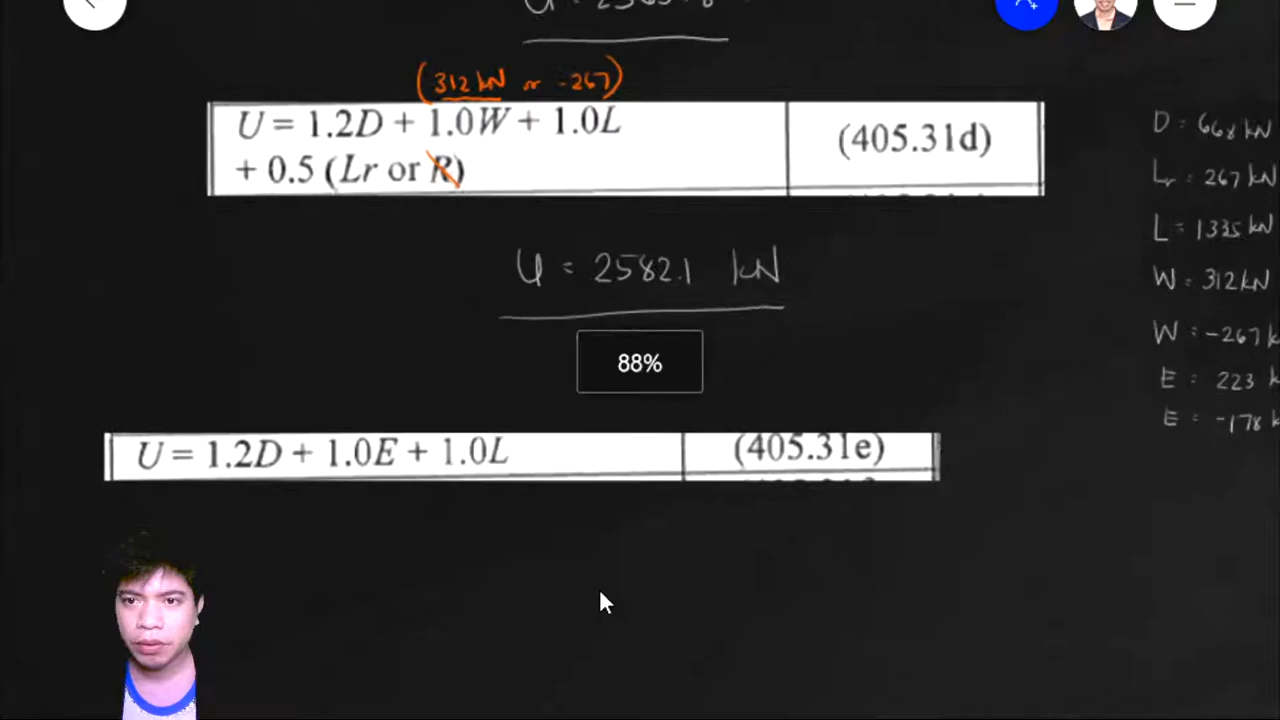 (312 kN or -267)
U = 1.2D + 1.0W + 1.0L
+ 0.5 (Lr or R)
(405.31d)
U = 2582.1 kN
88%
U = 1.2D + 1.0E + 1.0L
(405.31e)
D = 668 kN
Lr = 267 kN
L = 1335 kN
W = 312 kN
W = -267 k
E = 223 k
E = -178 k